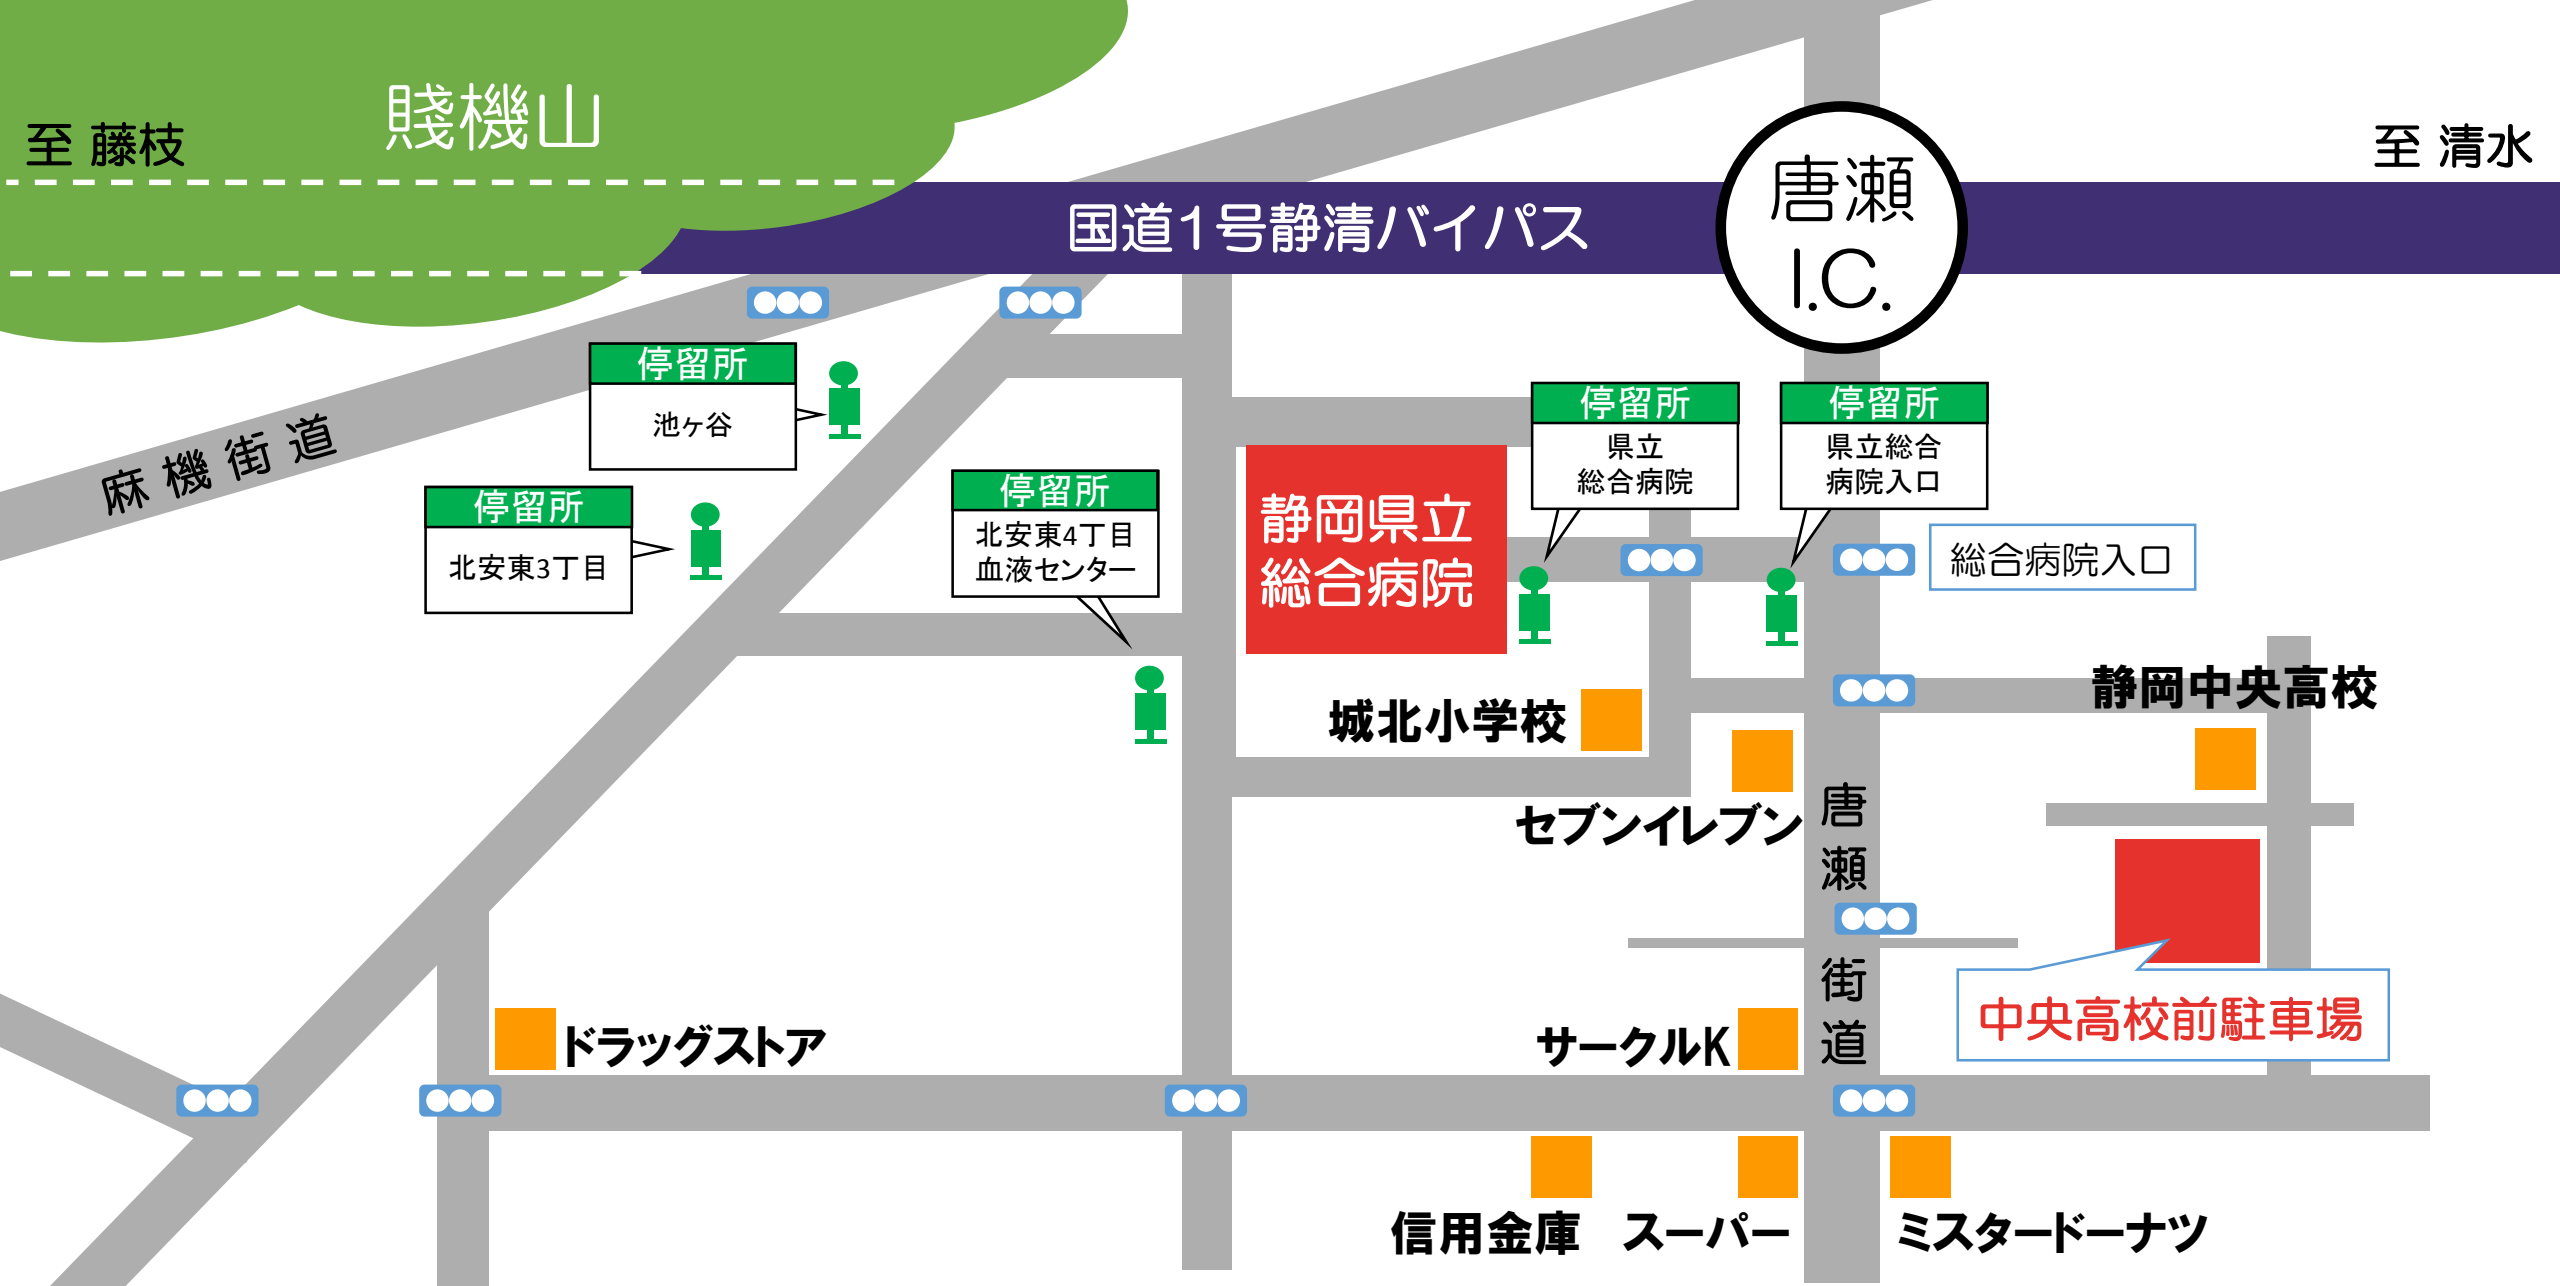 賤機山
至 藤枝
至 清水
国道1号静清バイパス
唐瀬
I.C.
停留所
池ヶ谷
麻機街道
停留所
北安東3丁目
停留所
北安東4丁目
血液センター
停留所
県立
総合病院
停留所
県立総合
病院入口
静岡県立
総合病院
総合病院入口
静岡中央高校
城北小学校
セブンイレブン
唐瀬街道
中央高校前駐車場
ドラッグストア
サークルK
信用金庫
スーパー
ミスタードーナツ